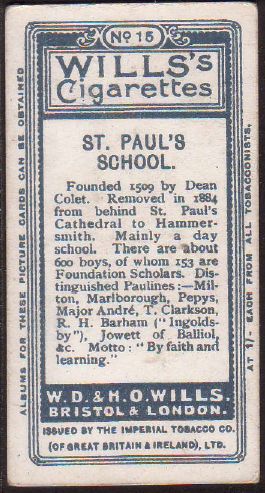 No 15
WILLS's
Cigarettes
ST. PAUL'S
SCHOOL.
Founded 1509 by Dean
Colet. Removed in 1884
from behind St. Paul's
Cathedral to Hammer-
smith. Mainly a day
school. There are about
600 boys, of whom 153 are
Foundation Scholars. Dis-
tinguished Paulines :—Mil-
ton, Marlborough, Pepys,
Major André, T. Clarkson,
R. H. Barham ("Ingolds-
by"), Jowett of Balliol,
&c. Motto: "By faith and
learning."
W.D.& H.O.WILLS.
BRISTOL & LONDON.
ISSUED BY THE IMPERIAL TOBACCO CO.
(OF GREAT BRITAIN & IRELAND), LTD.
ALBUMS FOR THESE PICTURE CARDS CAN BE OBTAINED
AT 1/- EACH FROM ALL TOBACCONISTS,